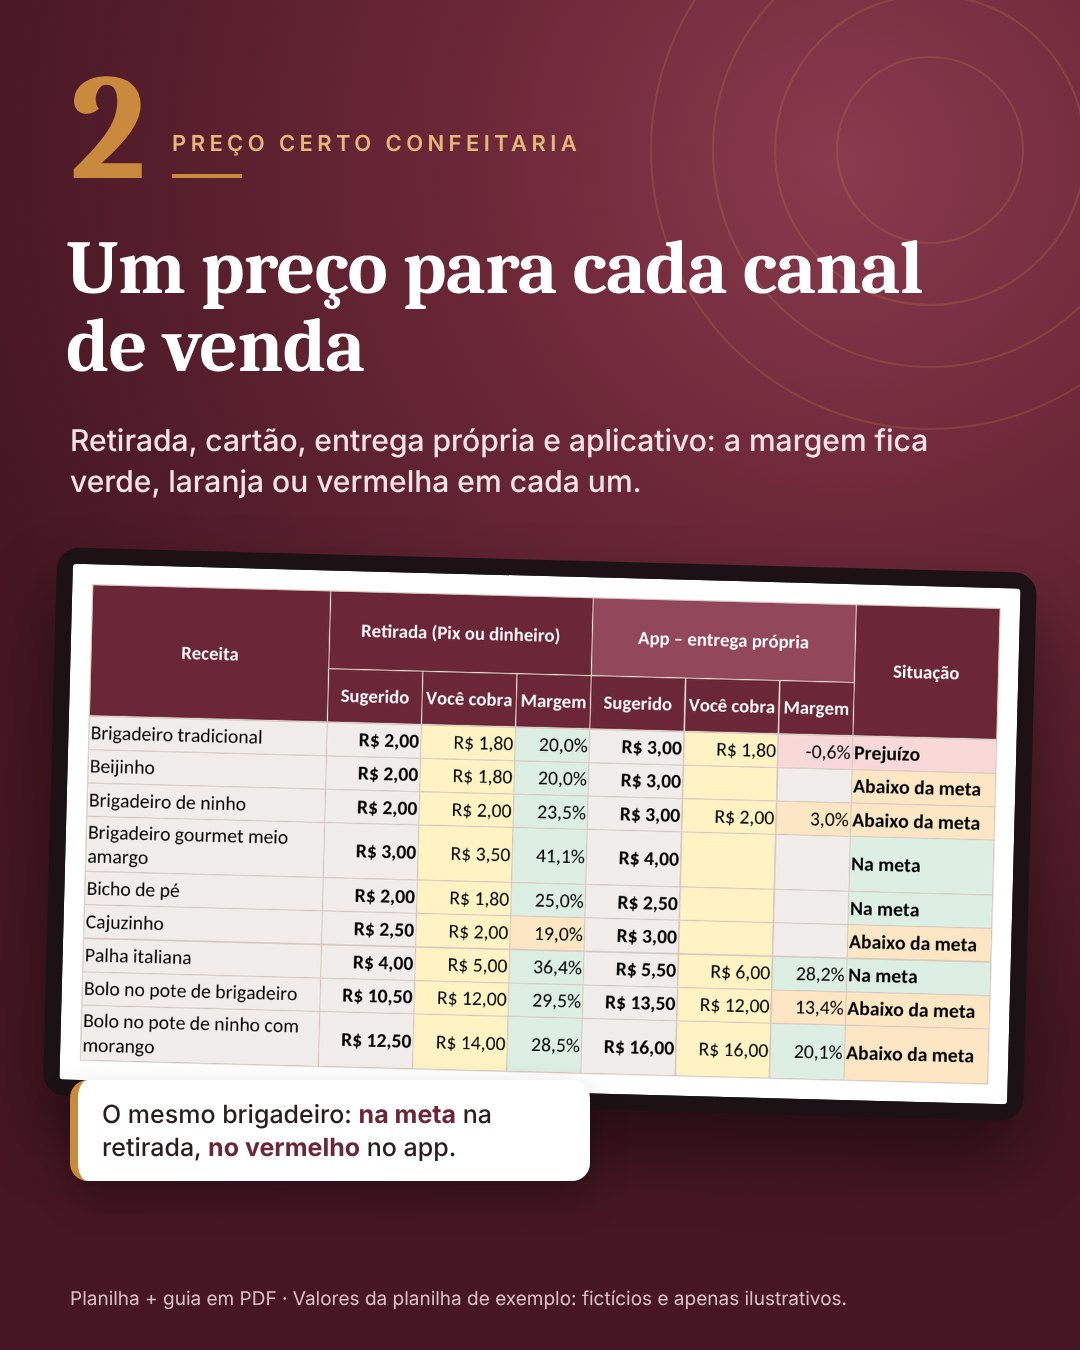 2
PREÇO CERTO CONFEITARIA
Um preço para cada canal
de venda
Retirada, cartão, entrega própria e aplicativo: a margem fica
verde, laranja ou vermelha em cada um.
Receita Retirada (Pix ou dinheiro) App – entrega própria Situação
Sugerido Você cobra Margem Sugerido Você cobra Margem
Brigadeiro tradicional R$ 2,00 R$ 1,80 20,0% R$ 3,00 R$ 1,80 -0,6% Prejuízo
Beijinho R$ 2,00 R$ 1,80 20,0% R$ 3,00 Abaixo da meta
Brigadeiro de ninho R$ 2,00 R$ 2,00 23,5% R$ 3,00 R$ 2,00 3,0% Abaixo da meta
Brigadeiro gourmet meio
amargo R$ 3,00 R$ 3,50 41,1% R$ 4,00 Na meta
Bicho de pé R$ 2,00 R$ 1,80 25,0% R$ 2,50 Na meta
Cajuzinho R$ 2,50 R$ 2,00 19,0% R$ 3,00 Abaixo da meta
Palha italiana R$ 4,00 R$ 5,00 36,4% R$ 5,50 R$ 6,00 28,2% Na meta
Bolo no pote de brigadeiro R$ 10,50 R$ 12,00 29,5% R$ 13,50 R$ 12,00 13,4% Abaixo da meta
Bolo no pote de ninho com
morango R$ 12,50 R$ 14,00 28,5% R$ 16,00 R$ 16,00 20,1% Abaixo da meta
O mesmo brigadeiro: na meta na
retirada, no vermelho no app.
Planilha + guia em PDF · Valores da planilha de exemplo: fictícios e apenas ilustrativos.